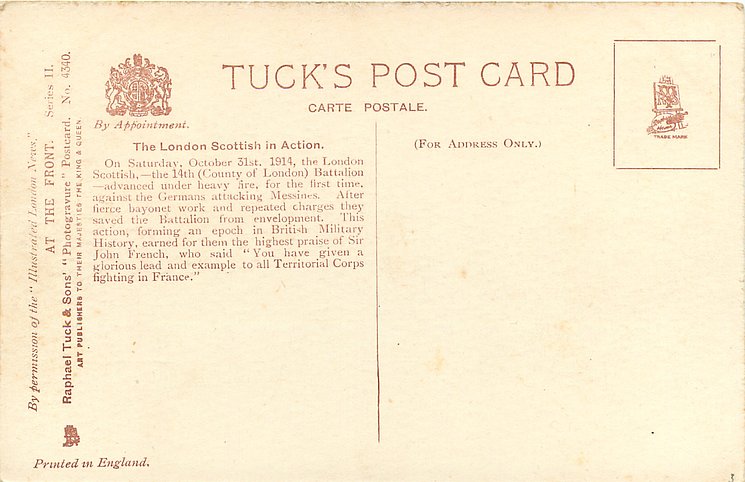 TUCK'S POST CARD
CARTE POSTALE.
By Appointment.
(FOR ADDRESS ONLY.)
TRADE MARK
The London Scottish in Action.
On Saturday, October 31st, 1914, the London
Scottish,—the 14th (County of London) Battalion
—advanced under heavy fire, for the first time,
against the Germans attacking Messines. After
fierce bayonet work and repeated charges they
saved the Battalion from envelopment. This
action, forming an epoch in British Military
History, earned for them the highest praise of Sir
John French, who said "You have given a
glorious lead and example to all Territorial Corps
fighting in France."
By permission of the "Illustrated London News."
AT THE FRONT. Series II.
Raphael Tuck & Sons' "Photogravure" Postcard. No. 4340.
ART PUBLISHERS TO THEIR MAJESTIES THE KING & QUEEN.
Printed in England.
3